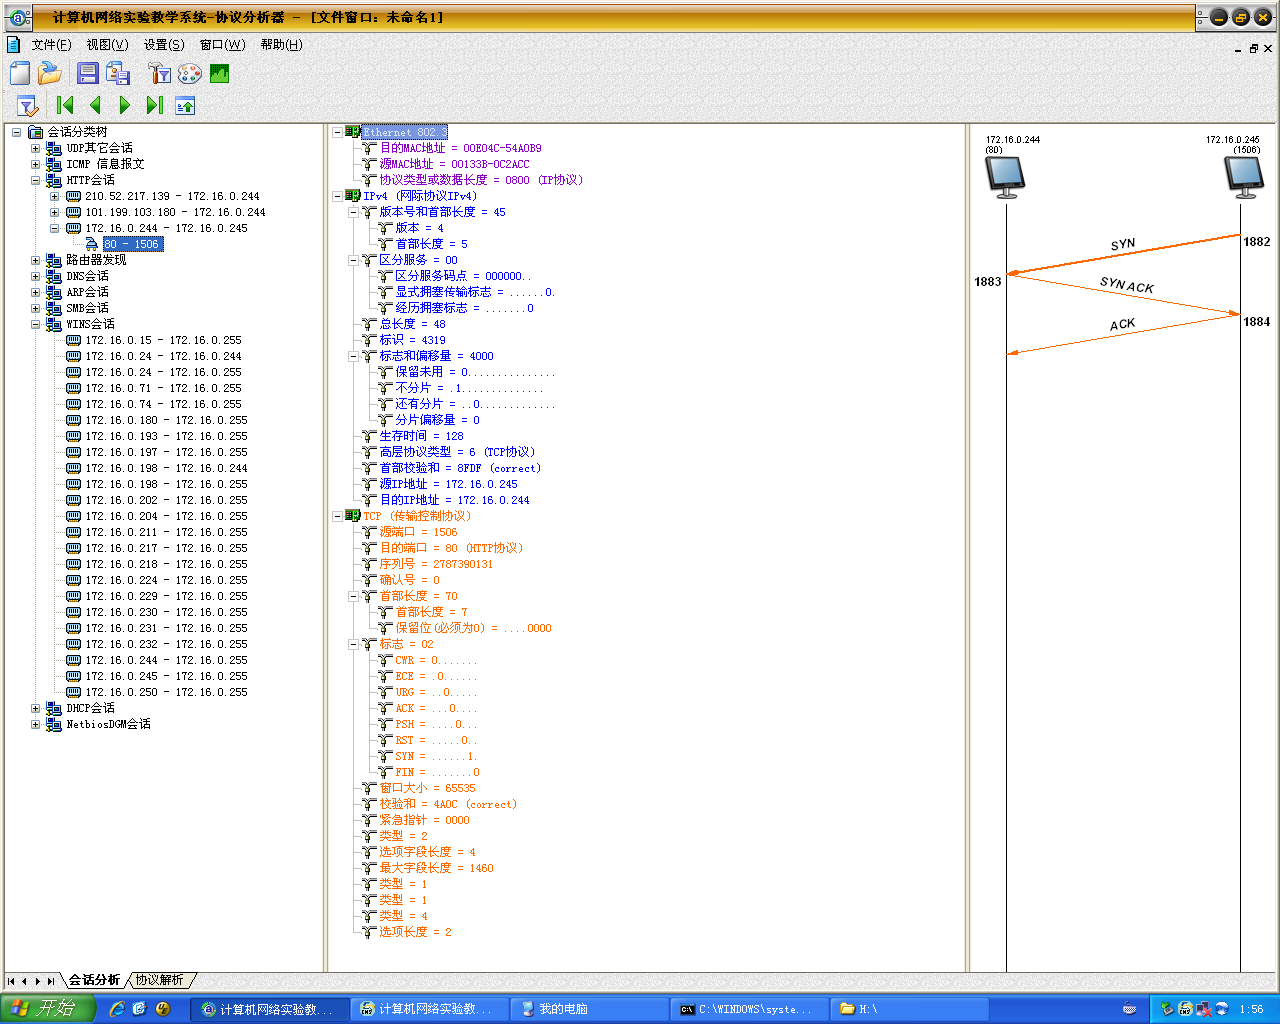 计算机网络实验教学系统-协议分析器 - [文件窗口: 未命名1]
文件(F) 视图(V) 设置(S) 窗口(W) 帮助(H)
会话分类树
UDP其它会话
ICMP 信息报文
HTTP会话
210.52.217.139 - 172.16.0.244
101.199.103.180 - 172.16.0.244
172.16.0.244 - 172.16.0.245
80 - 1506
路由器发现
DNS会话
ARP会话
SMB会话
WINS会话
172.16.0.15 - 172.16.0.255
172.16.0.24 - 172.16.0.244
172.16.0.24 - 172.16.0.255
172.16.0.71 - 172.16.0.255
172.16.0.74 - 172.16.0.255
172.16.0.180 - 172.16.0.255
172.16.0.193 - 172.16.0.255
172.16.0.197 - 172.16.0.255
172.16.0.198 - 172.16.0.244
172.16.0.198 - 172.16.0.255
172.16.0.202 - 172.16.0.255
172.16.0.204 - 172.16.0.255
172.16.0.211 - 172.16.0.255
172.16.0.217 - 172.16.0.255
172.16.0.218 - 172.16.0.255
172.16.0.224 - 172.16.0.255
172.16.0.229 - 172.16.0.255
172.16.0.230 - 172.16.0.255
172.16.0.231 - 172.16.0.255
172.16.0.232 - 172.16.0.255
172.16.0.244 - 172.16.0.255
172.16.0.245 - 172.16.0.255
172.16.0.250 - 172.16.0.255
DHCP会话
NetbiosDGM会话
Ethernet 802.3
目的MAC地址 = 00E04C-54A0B9
源MAC地址 = 00133B-0C2ACC
协议类型或数据长度 = 0800 (IP协议)
IPv4 (网际协议IPv4)
版本号和首部长度 = 45
版本 = 4
首部长度 = 5
区分服务 = 00
区分服务码点 = 000000..
显式拥塞传输标志 = ......0.
经历拥塞标志 = .......0
总长度 = 48
标识 = 4319
标志和偏移量 = 4000
保留未用 = 0...............
不分片 = .1..............
还有分片 = ..0.............
分片偏移量 = 0
生存时间 = 128
高层协议类型 = 6 (TCP协议)
首部校验和 = 8FDF (correct)
源IP地址 = 172.16.0.245
目的IP地址 = 172.16.0.244
TCP (传输控制协议)
源端口 = 1506
目的端口 = 80 (HTTP协议)
序列号 = 2787390131
确认号 = 0
首部长度 = 70
首部长度 = 7
保留位(必须为0) = ....0000
标志 = 02
CWR = 0.......
ECE = .0......
URG = ..0.....
ACK = ...0....
PSH = ....0...
RST = .....0..
SYN = ......1.
FIN = .......0
窗口大小 = 65535
校验和 = 4A0C (correct)
紧急指针 = 0000
类型 = 2
选项字段长度 = 4
最大字段长度 = 1460
类型 = 1
类型 = 1
类型 = 4
选项长度 = 2
172.16.0.244
(80)
172.16.0.245
(1506)
SYN
1882
1883
SYN ACK
ACK
1884
会话分析 协议解析
开始 计算机网络实验教... 计算机网络实验教... 我的电脑 C:\WINDOWS\syste... H:\ 1:56